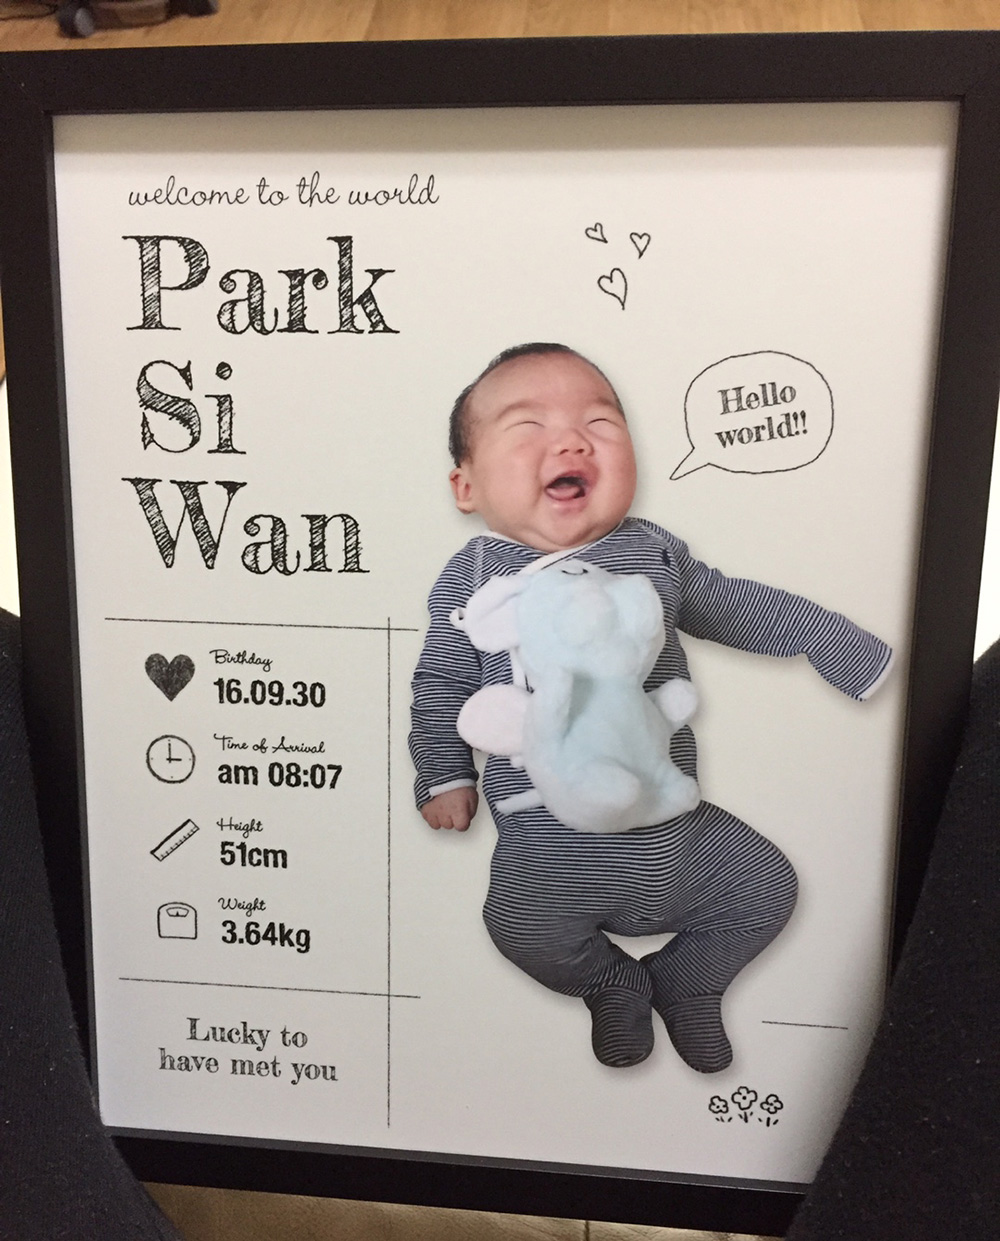 welcome to the world
Park
Si
Wan
Hello
world!!
Birthday
16.09.30
Time of Arrival
am 08:07
Height
51cm
Weight
3.64kg
Lucky to
have met you